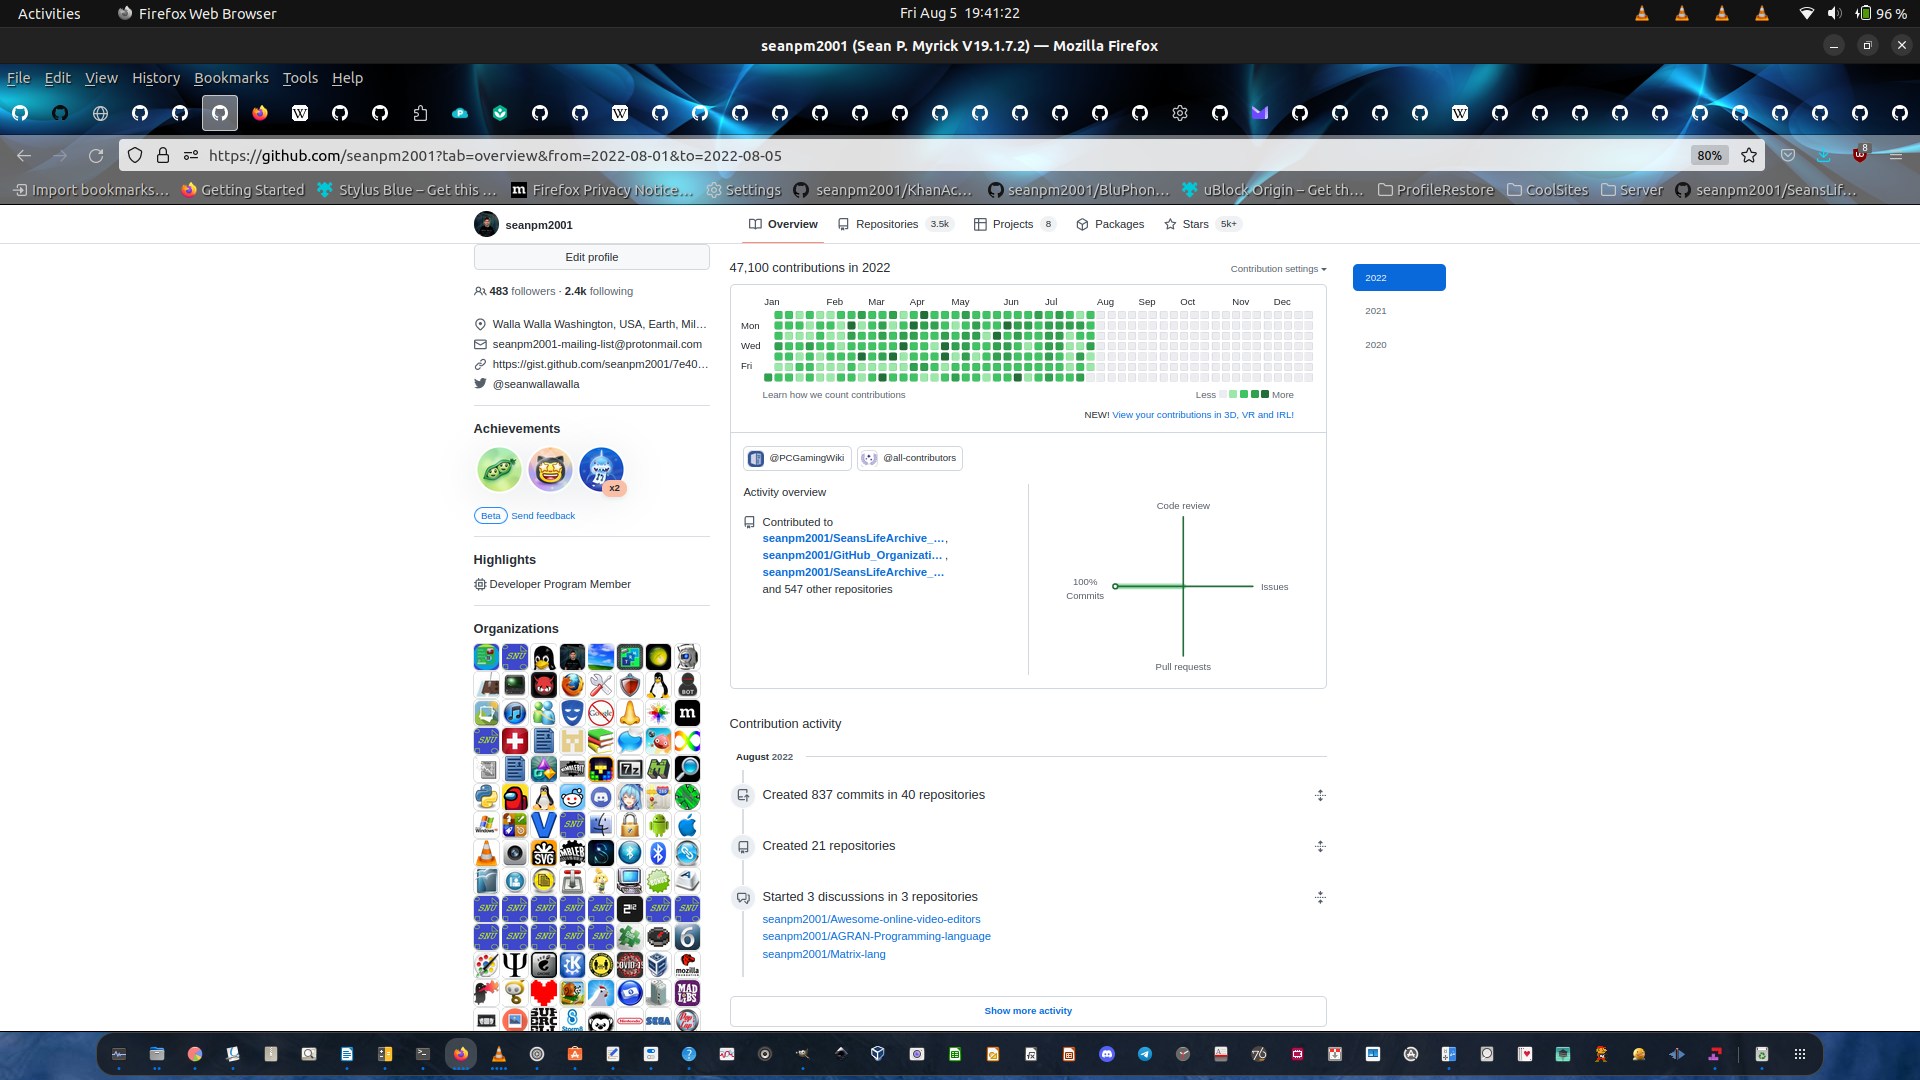 Activities
Firefox Web Browser
Fri Aug 5 19:41:22
96 %
seanpm2001 (Sean P. Myrick V19.1.7.2) — Mozilla Firefox
File Edit View History Bookmarks Tools Help
https://github.com/seanpm2001?tab=overview&from=2022-08-01&to=2022-08-05
80%
8
Import bookmarks…
Getting Started
Stylus Blue – Get this …
Firefox Privacy Notice…
Settings
seanpm2001/KhanAc…
seanpm2001/BluPhon…
uBlock Origin – Get th…
ProfileRestore
CoolSites
Server
seanpm2001/SeansLif…
seanpm2001
Overview
Repositories 3.5k
Projects 8
Packages
Stars 5k+
Edit profile
483 followers · 2.4k following
Walla Walla Washington, USA, Earth, Mil…
seanpm2001-mailing-list@protonmail.com
https://gist.github.com/seanpm2001/7e40…
@seanwallawalla
Achievements
x2
Beta Send feedback
Highlights
Developer Program Member
Organizations
47,100 contributions in 2022
Contribution settings
2022
2021
2020
Jan Feb Mar Apr May Jun Jul Aug Sep Oct Nov Dec
Mon
Wed
Fri
Learn how we count contributions
Less More
NEW! View your contributions in 3D, VR and IRL!
@PCGamingWiki
@all-contributors
Activity overview
Contributed to
seanpm2001/SeansLifeArchive_…,
seanpm2001/GitHub_Organizati… ,
seanpm2001/SeansLifeArchive_…
and 547 other repositories
Code review
100%
Commits
Issues
Pull requests
Contribution activity
August 2022
Created 837 commits in 40 repositories
Created 21 repositories
Started 3 discussions in 3 repositories
seanpm2001/Awesome-online-video-editors
seanpm2001/AGRAN-Programming-language
seanpm2001/Matrix-lang
Show more activity